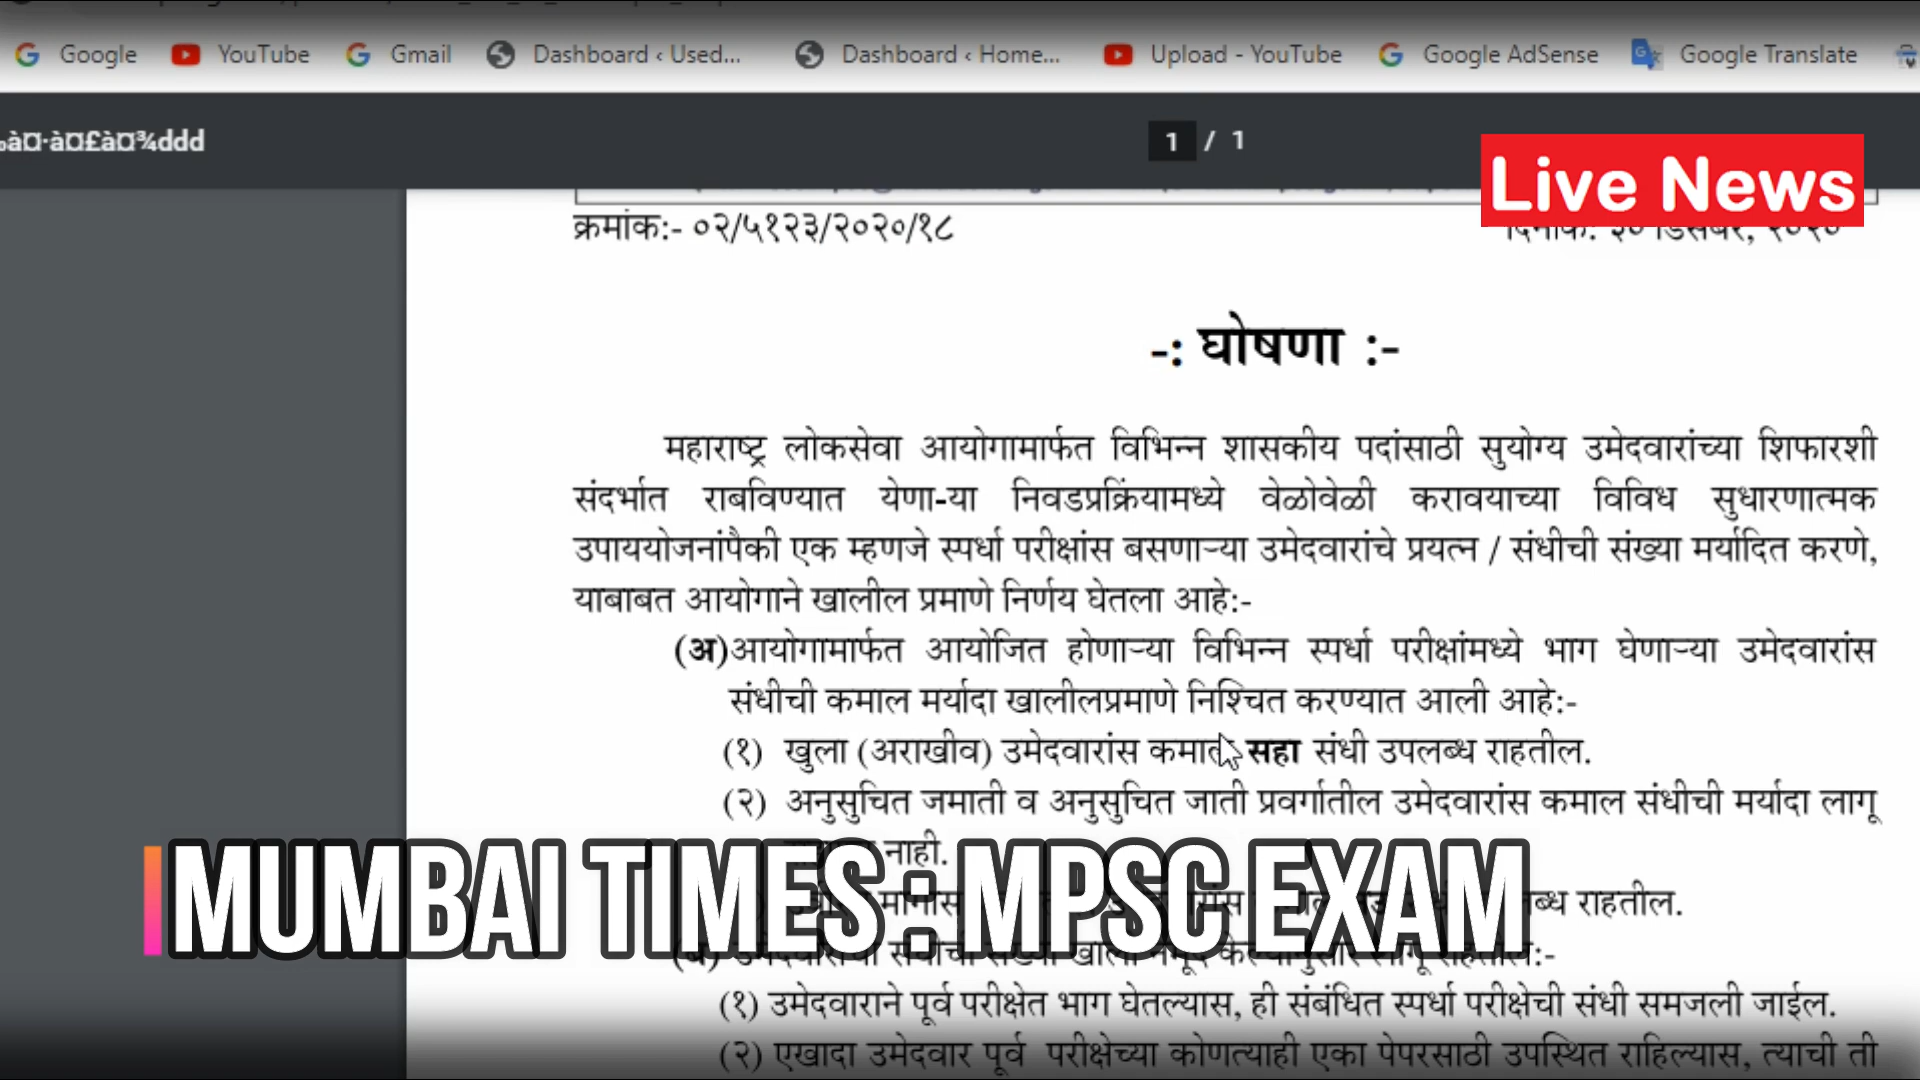 Google YouTube Gmail Dashboard ‹ Used... Dashboard ‹ Home... Upload - YouTube Google AdSense Google Translate
à¤·à¤£à¤¾ddd 1 / 1
Live News
क्रमांक:- ०२/५१२३/२०२०/१८ दिनांक: ३० डिसेंबर, २०२०
-: घोषणा :-
महाराष्ट्र लोकसेवा आयोगामार्फत विभिन्न शासकीय पदांसाठी सुयोग्य उमेदवारांच्या शिफारशी
संदर्भात राबविण्यात येणा-या निवडप्रक्रिंयामध्ये वेळोवेळी करावयाच्या विविध सुधारणात्मक
उपाययोजनांपैकी एक म्हणजे स्पर्धा परीक्षांस बसणाऱ्या उमेदवारांचे प्रयत्न / संधीची संख्या मर्यादित करणे,
याबाबत आयोगाने खालील प्रमाणे निर्णय घेतला आहे:-
(अ)आयोगामार्फत आयोजित होणाऱ्या विभिन्न स्पर्धा परीक्षांमध्ये भाग घेणाऱ्या उमेदवारांस
संधीची कमाल मर्यादा खालीलप्रमाणे निश्चित करण्यात आली आहे:-
(१) खुला (अराखीव) उमेदवारांस कमाल सहा संधी उपलब्ध राहतील.
(२) अनुसुचित जमाती व अनुसुचित जाती प्रवर्गातील उमेदवारांस कमाल संधीची मर्यादा लागू
नाही.
राहतील.
MUMBAI TIMES : MPSC EXAM
(१) उमेदवाराने पूर्व परीक्षेत भाग घेतल्यास, ही संबंधित स्पर्धा परीक्षेची संधी समजली जाईल.
(२) एखादा उमेदवार पूर्व परीक्षेच्या कोणत्याही एका पेपरसाठी उपस्थित राहिल्यास, त्याची ती